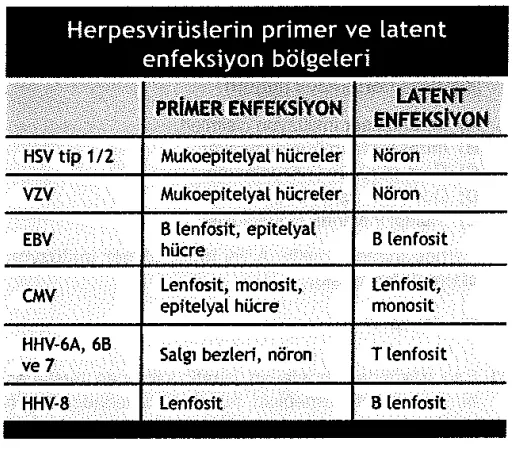 Herpesvirüslerin primer ve latent
enfeksiyon bölgeleri
PRİMER ENFEKSİYON
LATENT
ENFEKSİYON
HSV tip 1/2
Mukoepitelyal hücreler
Nöron
VZV
Mukoepitelyal hücreler
Nöron
EBV
B lenfosit, epitelyal
hücre
B lenfosit
CMV
Lenfosit, monosit,
epitelyal hücre
Lenfosit,
monosit
HHV-6A, 6B
ve 7
Salgı bezleri, nöron
T lenfosit
HHV-8
Lenfosit
B lenfosit